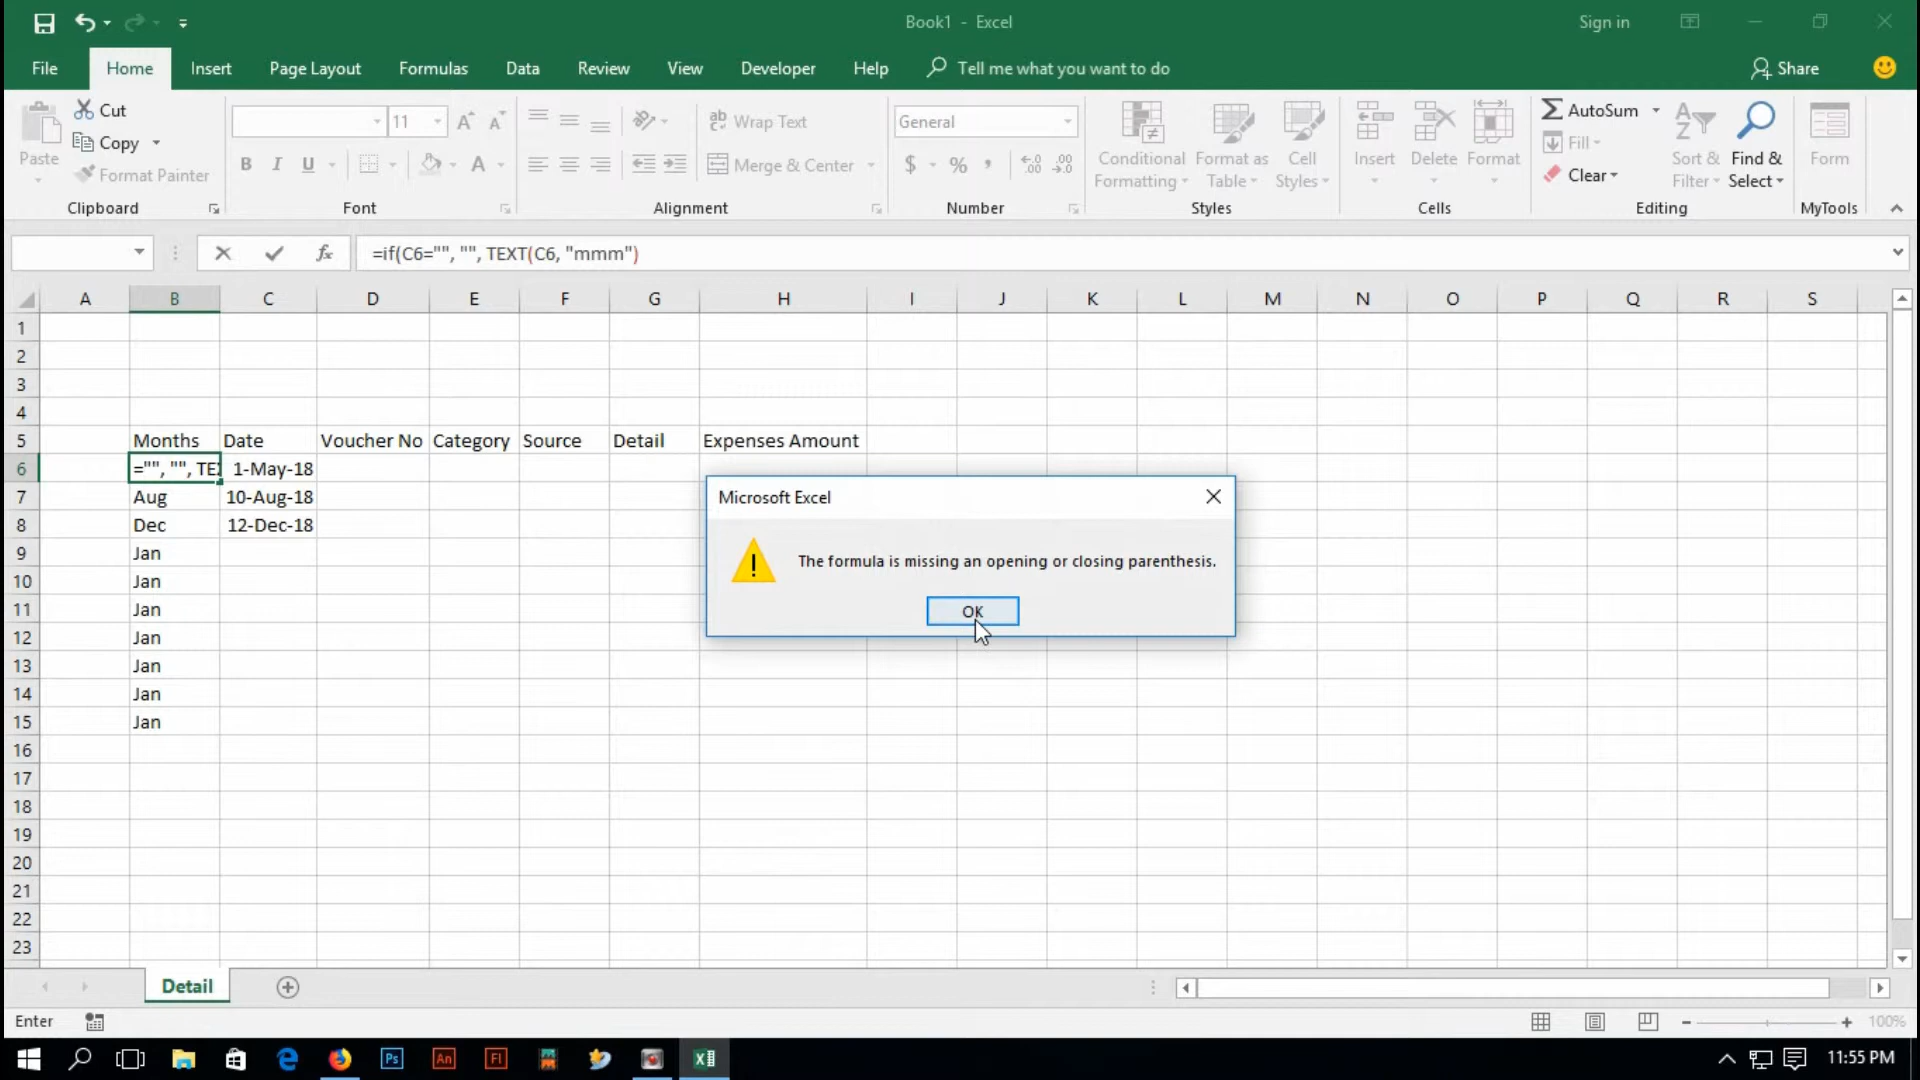 Book1 - Excel
Sign in
File
Home
Insert
Page Layout
Formulas
Data
Review
View
Developer
Help
Tell me what you want to do
Share
Paste
Cut
Copy
Format Painter
Clipboard
11
B I U
A
Font
Wrap Text
Merge & Center
Alignment
General
$ % ,
Number
Conditional Formatting
Format as Table
Cell Styles
Styles
Insert
Delete
Format
Cells
AutoSum
Fill
Clear
Sort & Filter
Find & Select
Editing
Form
MyTools
fx
=if(C6="", "", TEXT(C6, "mmm")
A B C D E F G H I J K L M N O P Q R S
1
2
3
4
5 Months Date Voucher No Category Source Detail Expenses Amount
6 ="", "", TEX 1-May-18
7 Aug 10-Aug-18
8 Dec 12-Dec-18
9 Jan
10 Jan
11 Jan
12 Jan
13 Jan
14 Jan
15 Jan
16
17
18
19
20
21
22
23
Microsoft Excel
The formula is missing an opening or closing parenthesis.
OK
Detail
Enter
100%
Ps
An
Fl
11:55 PM